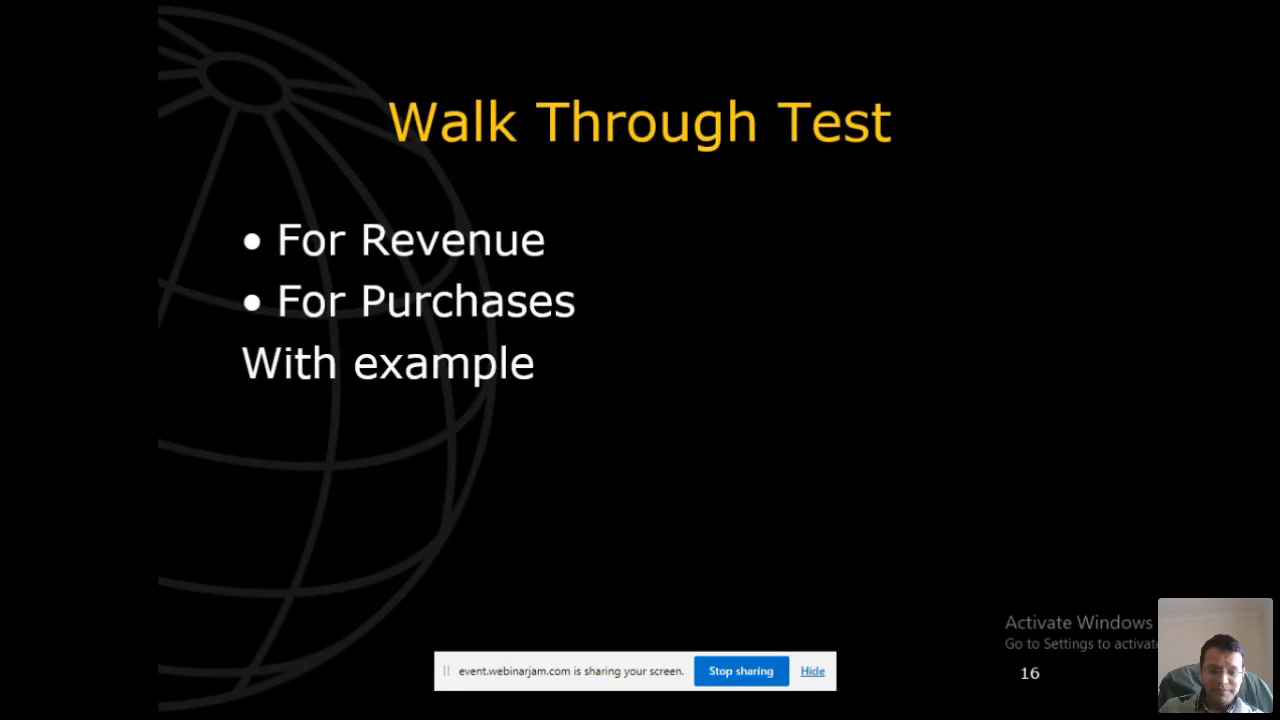 Walk Through Test
• For Revenue
• For Purchases
With example
Activate Windows
Go to Settings to activate
event.webinarjam.com is sharing your screen. Stop sharing Hide
16